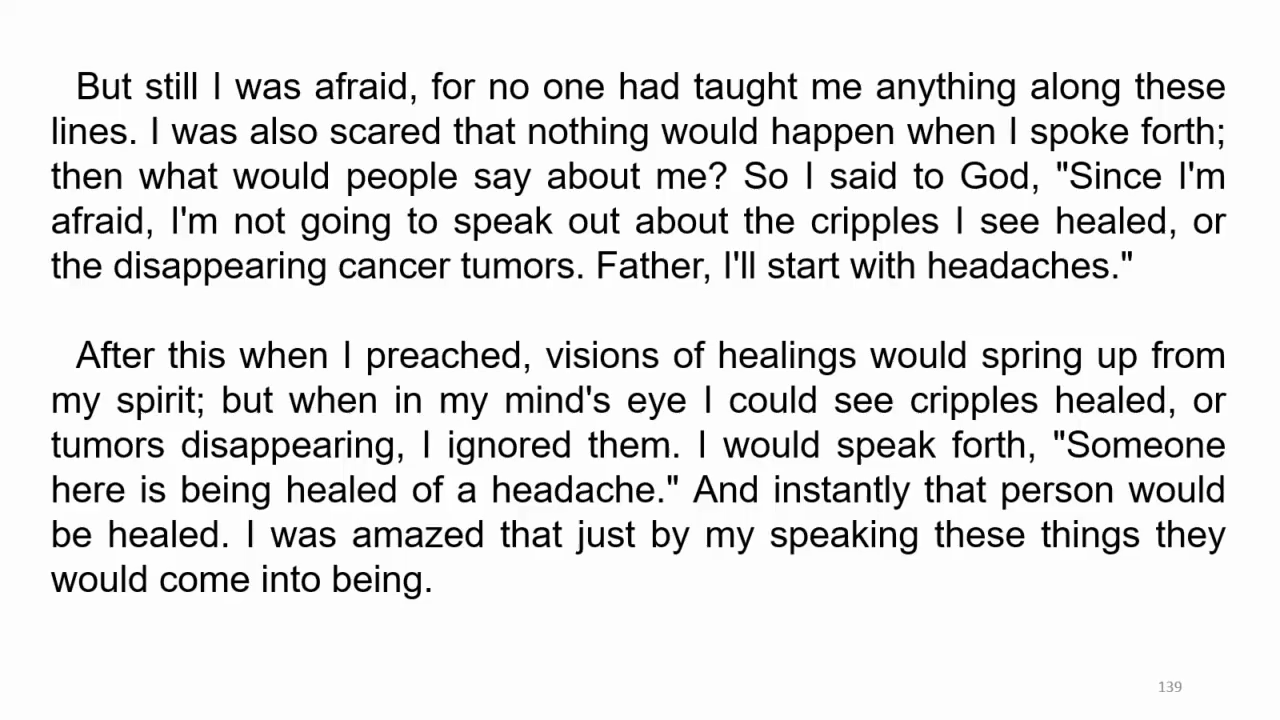 But still I was afraid, for no one had taught me anything along these
lines. I was also scared that nothing would happen when I spoke forth;
then what would people say about me? So I said to God, "Since I'm
afraid, I'm not going to speak out about the cripples I see healed, or
the disappearing cancer tumors. Father, I'll start with headaches."
After this when I preached, visions of healings would spring up from
my spirit; but when in my mind's eye I could see cripples healed, or
tumors disappearing, I ignored them. I would speak forth, "Someone
here is being healed of a headache." And instantly that person would
be healed. I was amazed that just by my speaking these things they
would come into being.
139